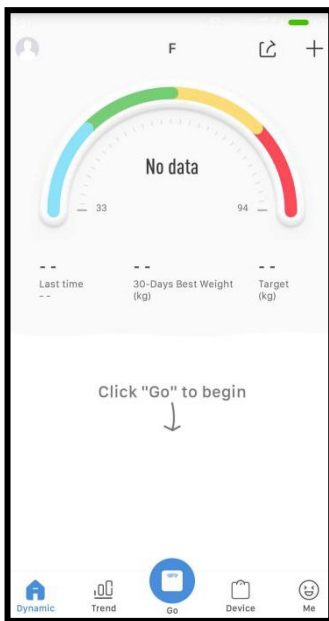 F
No data
33 94
-- -- --
Last time 30-Days Best Weight Target
-- (kg) (kg)
Click "Go" to begin
Dynamic Trend Go Device Me